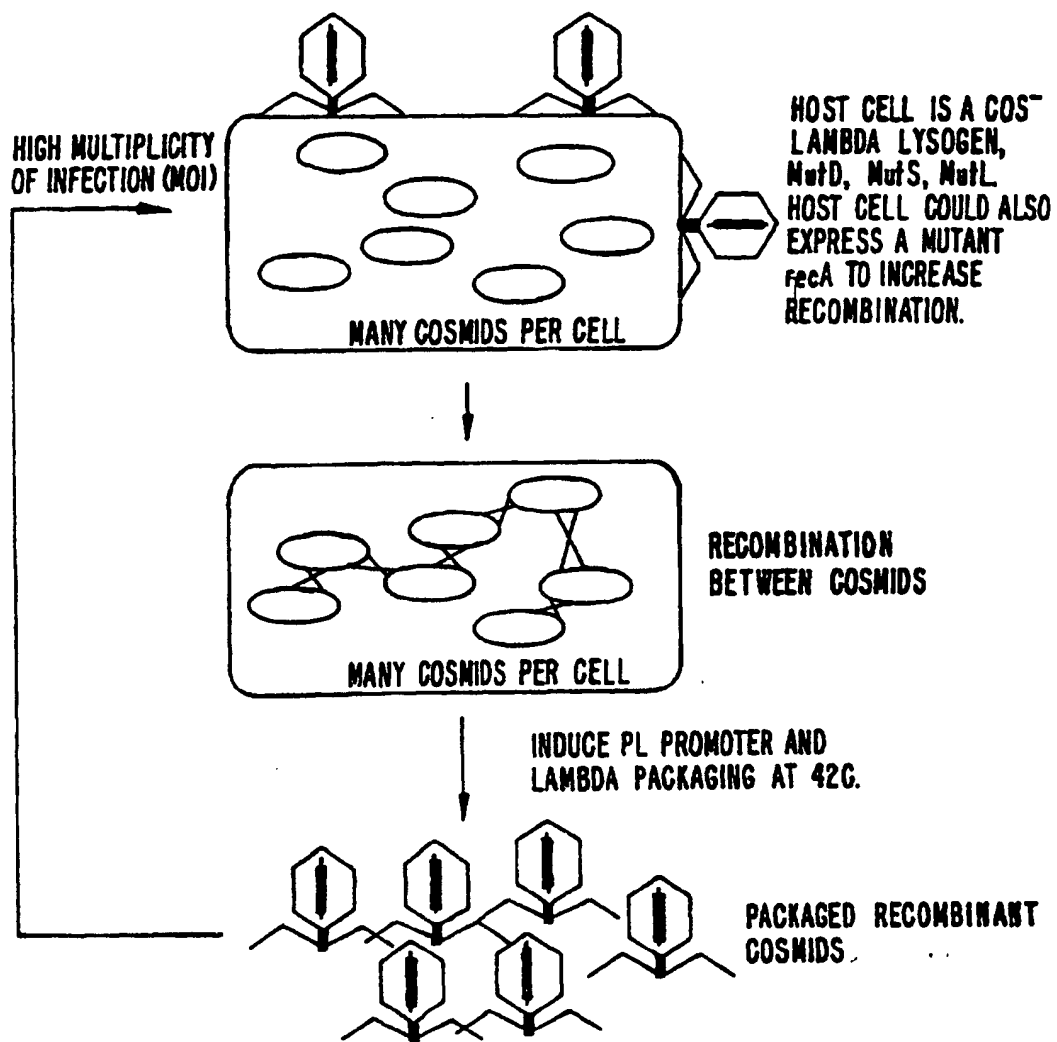 HIGH MULTIPLICITY
OF INFECTION (MOI)
HOST CELL IS A COS⁻
LAMBDA LYSOGEN,
MutD, MutS, MutL.
HOST CELL COULD ALSO
EXPRESS A MUTANT
recA TO INCREASE
RECOMBINATION.
MANY COSMIDS PER CELL
RECOMBINATION
BETWEEN COSMIDS
MANY COSMIDS PER CELL
INDUCE PL PROMOTER AND
LAMBDA PACKAGING AT 42C.
PACKAGED RECOMBINANT
COSMIDS